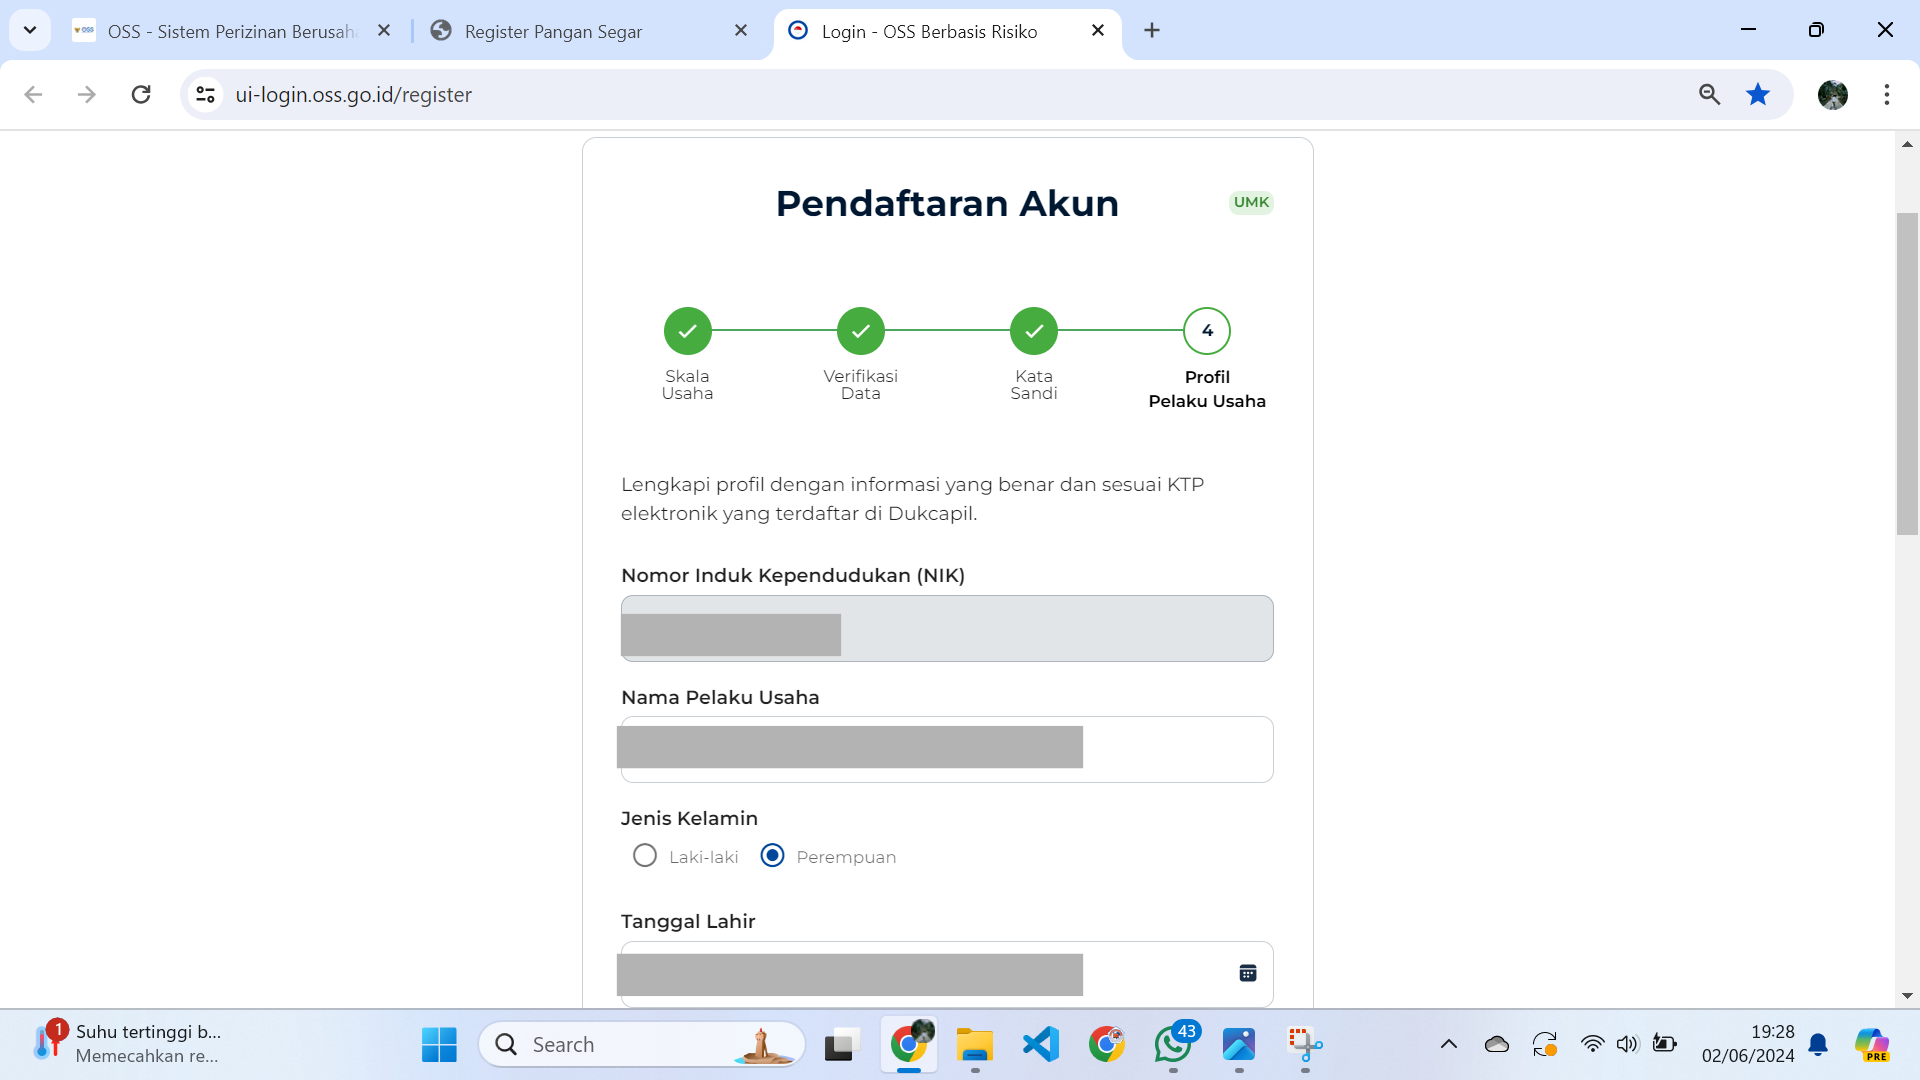 OSS - Sistem Perizinan Berusaha
Register Pangan Segar
Login - OSS Berbasis Risiko
ui-login.oss.go.id/register
Pendaftaran Akun
UMK
4
Skala
Usaha
Verifikasi
Data
Kata
Sandi
Profil
Pelaku Usaha
Lengkapi profil dengan informasi yang benar dan sesuai KTP
elektronik yang terdaftar di Dukcapil.
Nomor Induk Kependudukan (NIK)
Nama Pelaku Usaha
Jenis Kelamin
Laki-laki
Perempuan
Tanggal Lahir
1
Suhu tertinggi b...
Memecahkan re...
Search
43
19:28
02/06/2024
PRE